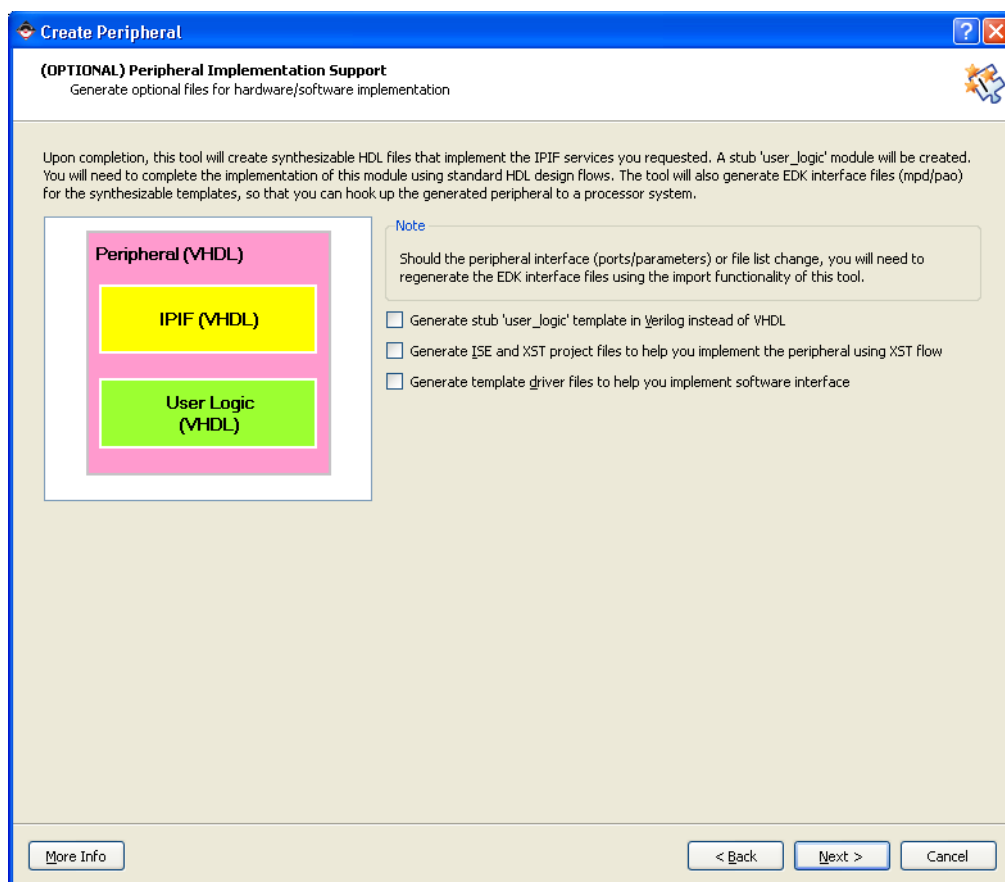 Create Peripheral
(OPTIONAL) Peripheral Implementation Support
Generate optional files for hardware/software implementation
Upon completion, this tool will create synthesizable HDL files that implement the IPIF services you requested. A stub 'user_logic' module will be created.
You will need to complete the implementation of this module using standard HDL design flows. The tool will also generate EDK interface files (mpd/pao)
for the synthesizable templates, so that you can hook up the generated peripheral to a processor system.
Peripheral (VHDL)
IPIF (VHDL)
User Logic
(VHDL)
Note
Should the peripheral interface (ports/parameters) or file list change, you will need to
regenerate the EDK interface files using the import functionality of this tool.
Generate stub 'user_logic' template in Verilog instead of VHDL
Generate ISE and XST project files to help you implement the peripheral using XST flow
Generate template driver files to help you implement software interface
More Info
< Back
Next >
Cancel